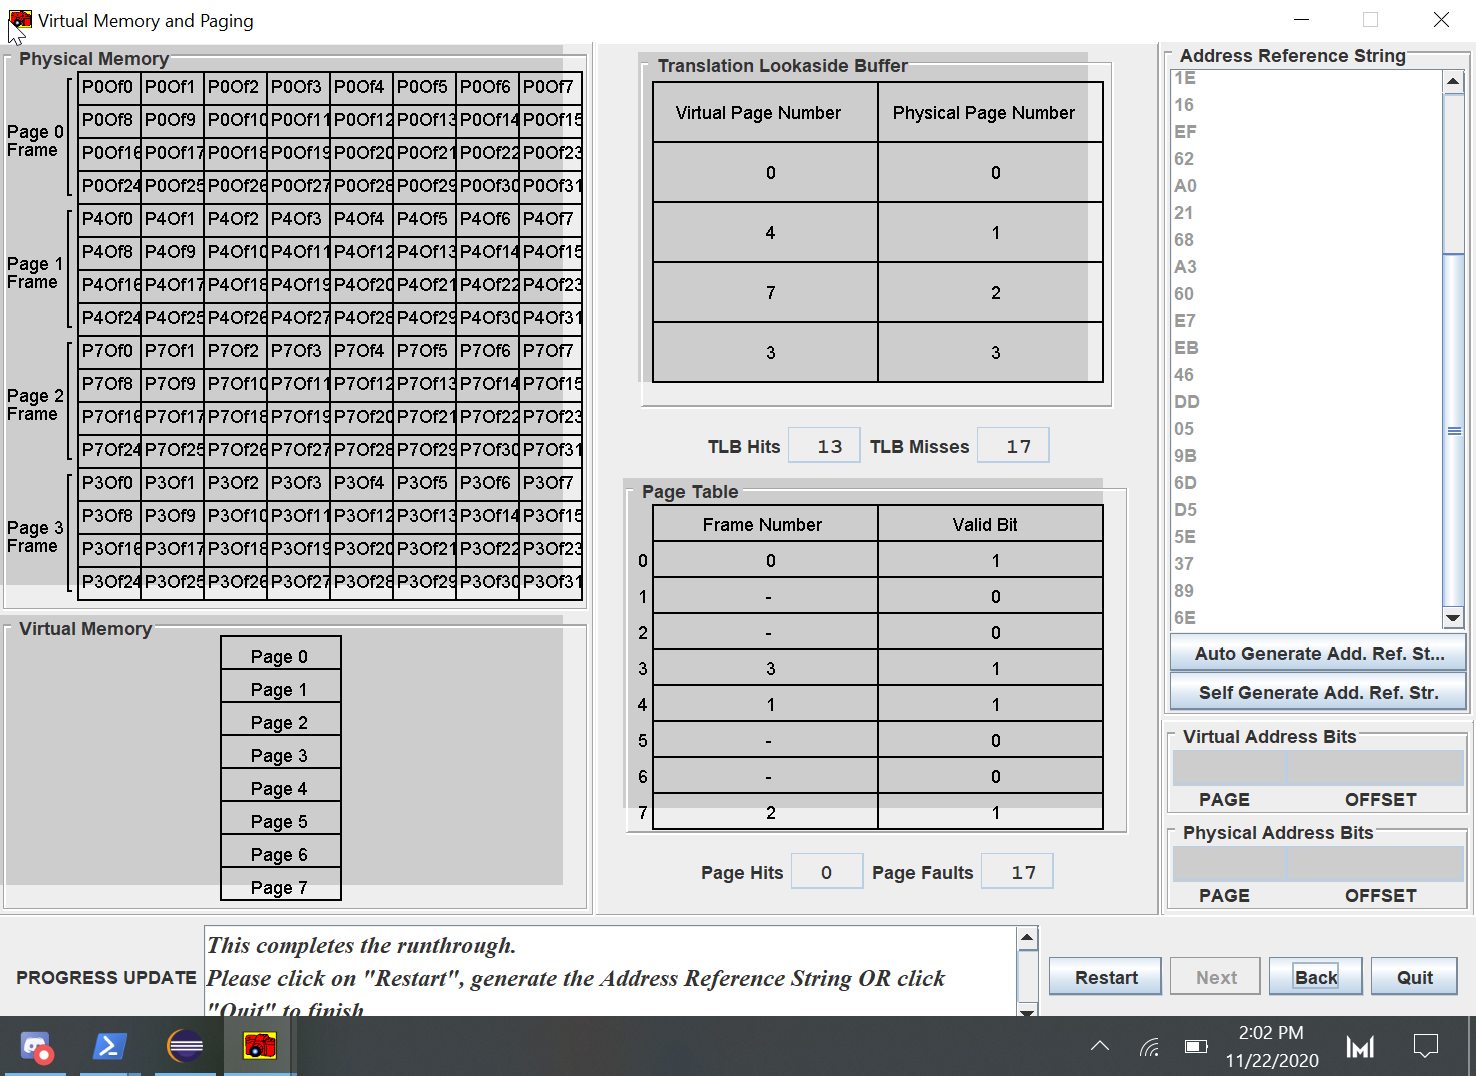 Virtual Memory and Paging
Physical Memory
Page 0
Frame
P0Of0 P0Of1 P0Of2 P0Of3 P0Of4 P0Of5 P0Of6 P0Of7
P0Of8 P0Of9 P0Of10 P0Of11 P0Of12 P0Of13 P0Of14 P0Of15
P0Of16 P0Of17 P0Of18 P0Of19 P0Of20 P0Of21 P0Of22 P0Of23
P0Of24 P0Of25 P0Of26 P0Of27 P0Of28 P0Of29 P0Of30 P0Of31
Page 1
Frame
P4Of0 P4Of1 P4Of2 P4Of3 P4Of4 P4Of5 P4Of6 P4Of7
P4Of8 P4Of9 P4Of10 P4Of11 P4Of12 P4Of13 P4Of14 P4Of15
P4Of16 P4Of17 P4Of18 P4Of19 P4Of20 P4Of21 P4Of22 P4Of23
P4Of24 P4Of25 P4Of26 P4Of27 P4Of28 P4Of29 P4Of30 P4Of31
Page 2
Frame
P7Of0 P7Of1 P7Of2 P7Of3 P7Of4 P7Of5 P7Of6 P7Of7
P7Of8 P7Of9 P7Of10 P7Of11 P7Of12 P7Of13 P7Of14 P7Of15
P7Of16 P7Of17 P7Of18 P7Of19 P7Of20 P7Of21 P7Of22 P7Of23
P7Of24 P7Of25 P7Of26 P7Of27 P7Of28 P7Of29 P7Of30 P7Of31
Page 3
Frame
P3Of0 P3Of1 P3Of2 P3Of3 P3Of4 P3Of5 P3Of6 P3Of7
P3Of8 P3Of9 P3Of10 P3Of11 P3Of12 P3Of13 P3Of14 P3Of15
P3Of16 P3Of17 P3Of18 P3Of19 P3Of20 P3Of21 P3Of22 P3Of23
P3Of24 P3Of25 P3Of26 P3Of27 P3Of28 P3Of29 P3Of30 P3Of31
Virtual Memory
Page 0
Page 1
Page 2
Page 3
Page 4
Page 5
Page 6
Page 7
Translation Lookaside Buffer
Virtual Page Number Physical Page Number
0 0
4 1
7 2
3 3
TLB Hits 13 TLB Misses 17
Page Table
Frame Number Valid Bit
0 0 1
1 - 0
2 - 0
3 3 1
4 1 1
5 - 0
6 - 0
7 2 1
Page Hits 0 Page Faults 17
Address Reference String
1E
16
EF
62
A0
21
68
A3
60
E7
EB
46
DD
05
9B
6D
D5
5E
37
89
6E
Auto Generate Add. Ref. St...
Self Generate Add. Ref. Str.
Virtual Address Bits
PAGE OFFSET
Physical Address Bits
PAGE OFFSET
PROGRESS UPDATE
This completes the runthrough.
Please click on "Restart", generate the Address Reference String OR click
"Quit" to finish
Restart Next Back Quit
2:02 PM
11/22/2020